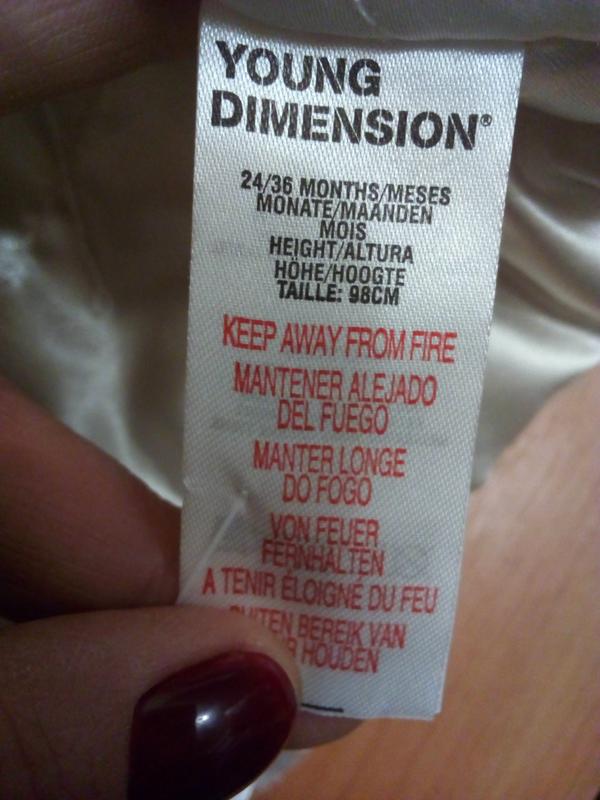 YOUNG
DIMENSION®
24/36 MONTHS/MESES
MONATE/MAANDEN
MOIS
HEIGHT/ALTURA
HÖHE/HOOGTE
TAILLE: 98CM
KEEP AWAY FROM FIRE
MANTENER ALEJADO
DEL FUEGO
MANTER LONGE
DO FOGO
VON FEUER
FERNHALTEN
A TENIR ÉLOIGNÉ DU FEU
BEREIK VAN
HOUDEN